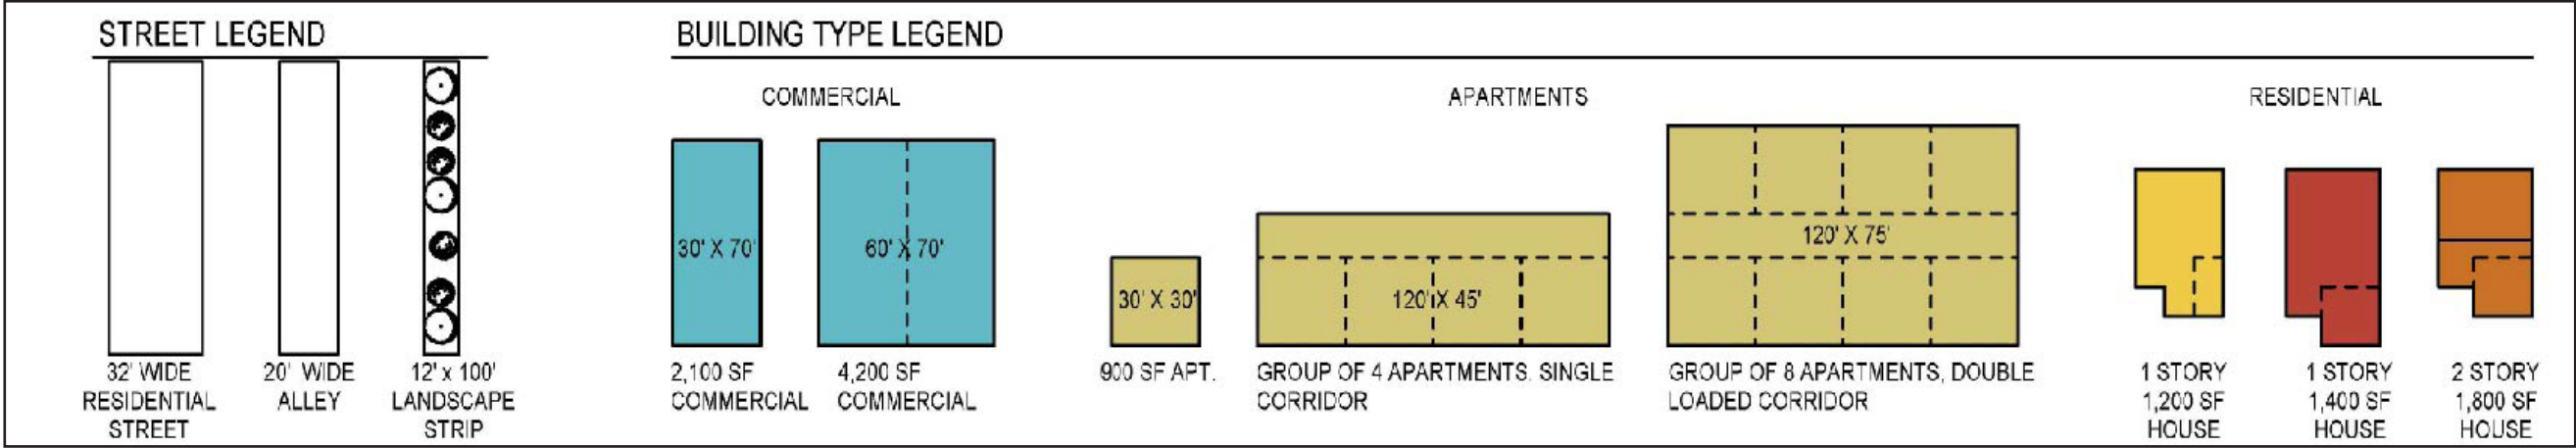 STREET LEGEND
32' WIDE
RESIDENTIAL
STREET
20' WIDE
ALLEY
12' x 100'
LANDSCAPE
STRIP
BUILDING TYPE LEGEND
COMMERCIAL
30' X 70'
2,100 SF
COMMERCIAL
60' X 70'
4,200 SF
COMMERCIAL
APARTMENTS
30' X 30'
900 SF APT.
120' X 45'
GROUP OF 4 APARTMENTS. SINGLE
CORRIDOR
120' X 75'
GROUP OF 8 APARTMENTS, DOUBLE
LOADED CORRIDOR
RESIDENTIAL
1 STORY
1,200 SF
HOUSE
1 STORY
1,400 SF
HOUSE
2 STORY
1,800 SF
HOUSE